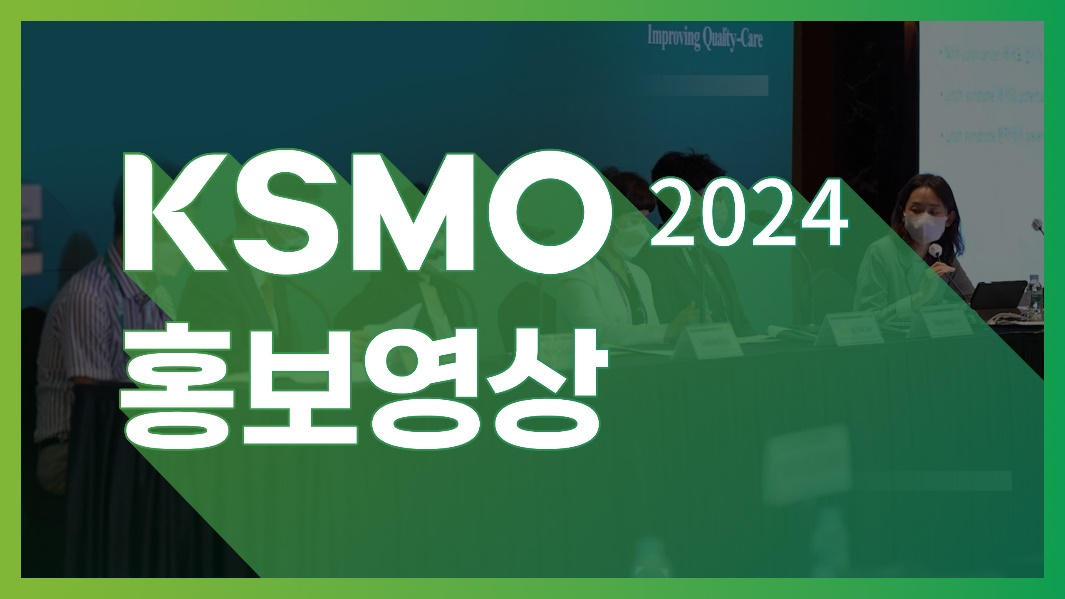 Improving Quality-Care
KSMO 2024
홍보영상